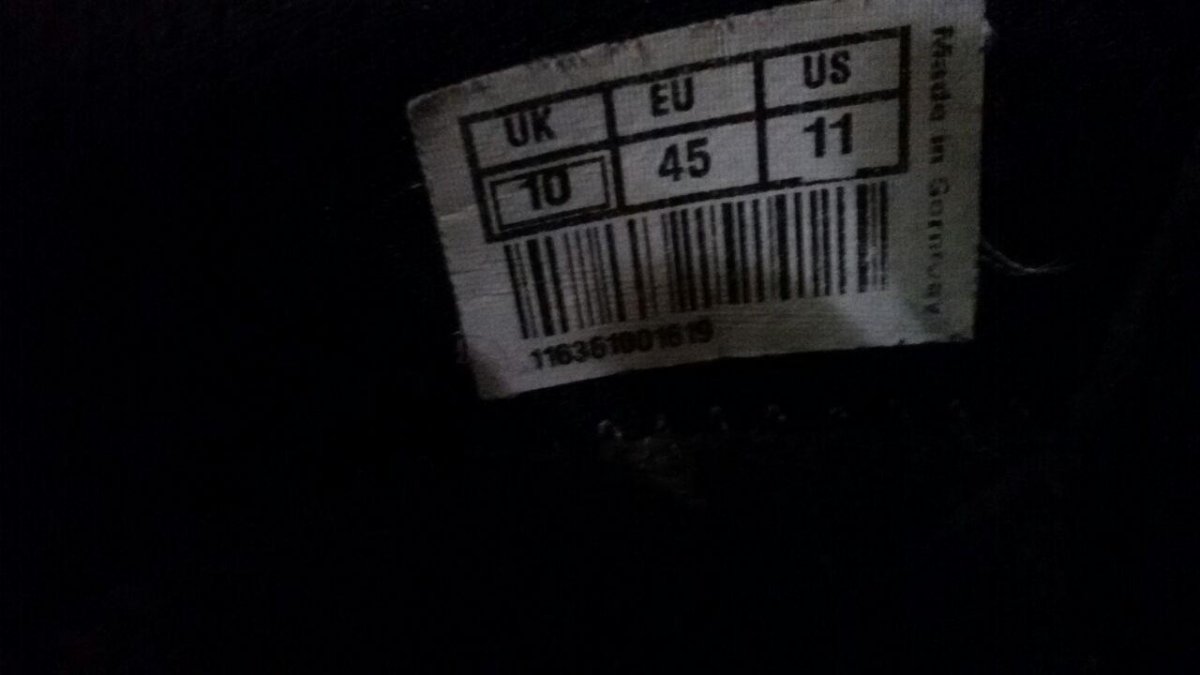 UK EU US
10 45 11
116361001619
Made in Germany